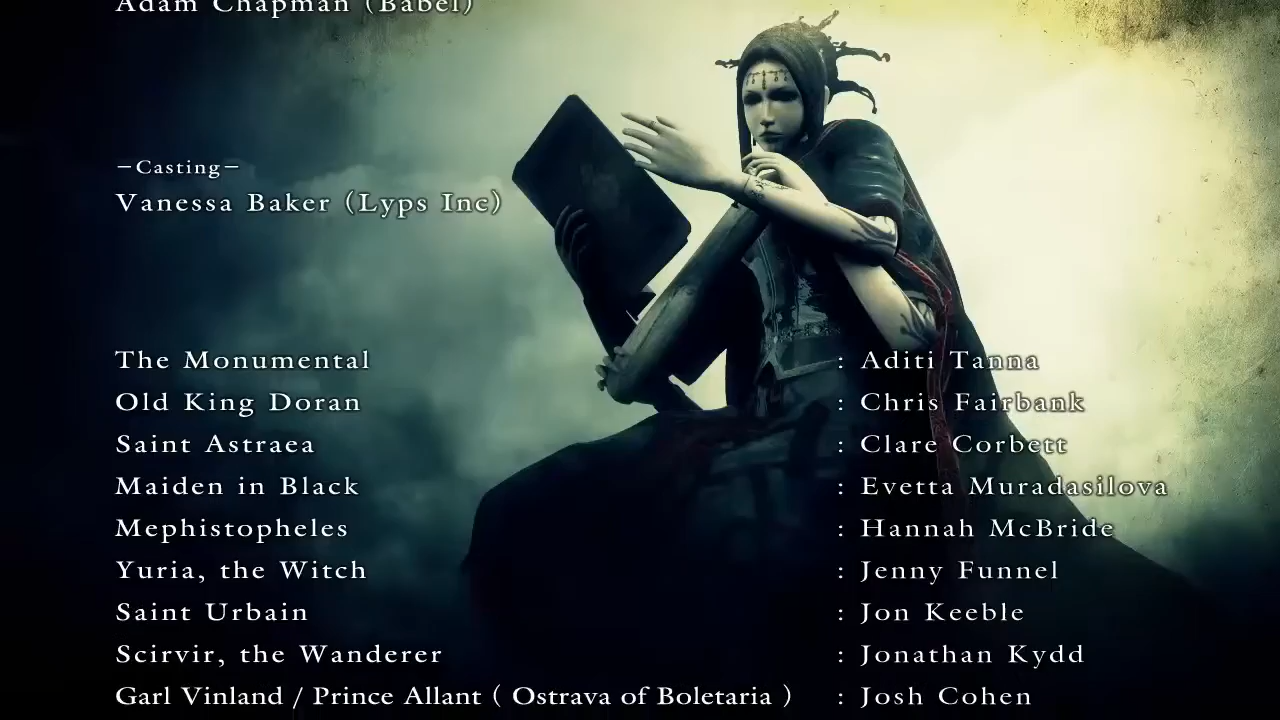 Adam Chapman (Babel)
—Casting—
Vanessa Baker (Lyps Inc)
The Monumental : Aditi Tanna
Old King Doran : Chris Fairbank
Saint Astraea : Clare Corbett
Maiden in Black : Evetta Muradasilova
Mephistopheles : Hannah McBride
Yuria, the Witch : Jenny Funnel
Saint Urbain : Jon Keeble
Scirvir, the Wanderer : Jonathan Kydd
Garl Vinland / Prince Allant ( Ostrava of Boletaria ) : Josh Cohen